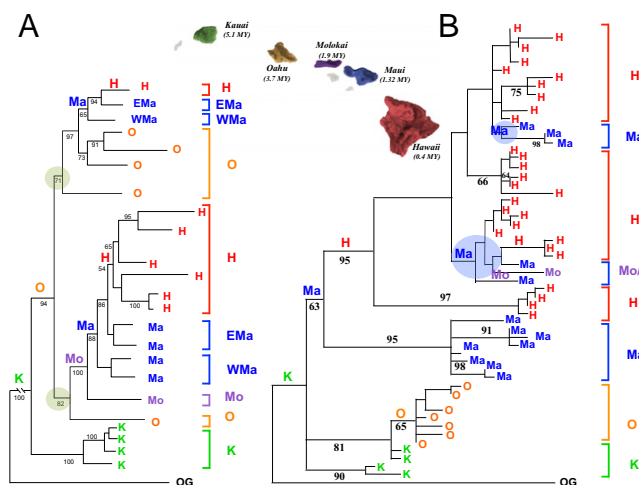 A
B
Kauai
(5.1 MY)
Oahu
(3.7 MY)
Molokai
(1.9 MY)
Maui
(1.32 MY)
Hawaii
(0.4 MY)
H H
Ma 94 EMa EMa
65 WMa WMa
97 O
73 O O
O
71 O
95 H
H
65
H H H
54 H
100 H
H
O
94
86
Ma Ma EMa
88 Ma
Ma WMa
Ma
Mo
100 Mo Mo
82 O O
K
100
100 K
K
K K
100 K
OG
H
H
H
H
75 H H
H
H
H
Ma Ma
Ma Ma
98 Ma
H
64 H
H
H H
66 H
H
H
H
H
H
H
H
Ma Ma
Mo Mo Mo/
Ma
H
95
97 H
H H
H
Ma
63
Ma
91 Ma
95 Ma
Ma Ma
98 Ma
Ma
K
O
O
O O
65 O O
O
O
81 K
K
K K
90 K
OG